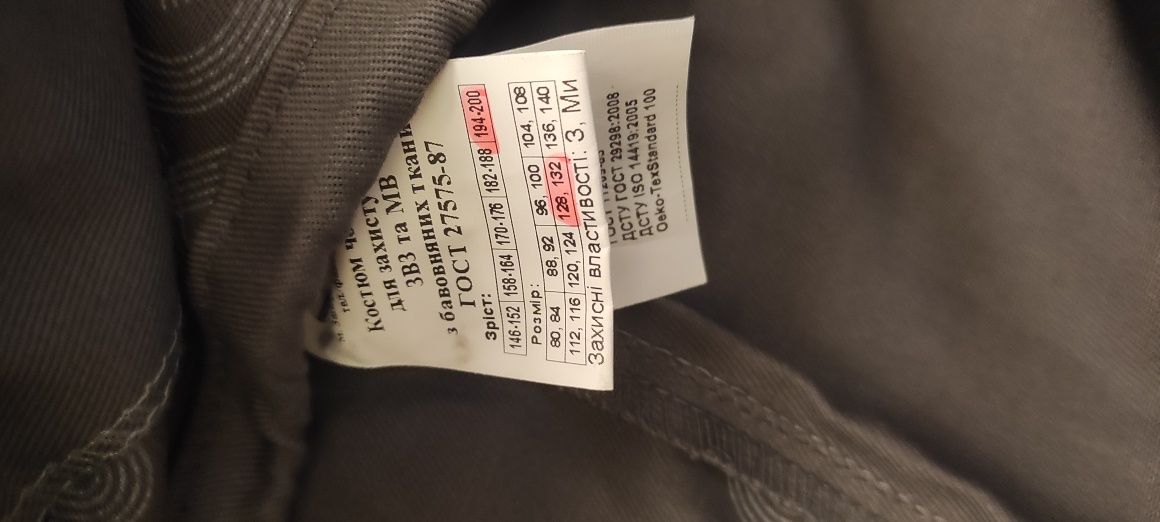 Костюм
для захисту
ЗВЗ та МВ
з бавовняних ткани
ГОСТ 27575-87
Зріст:
146-152 158-164 170-176 182-188 194-200
Розмір:
80, 84 88, 92 96, 100 104, 108
112, 116 120, 124 128, 132 136, 140
Захисні властивості: З, Ми
ДСТУ ГОСТ 29298:2008
ДСТУ ISO 14419:2005
Oeko-TexStandard 100